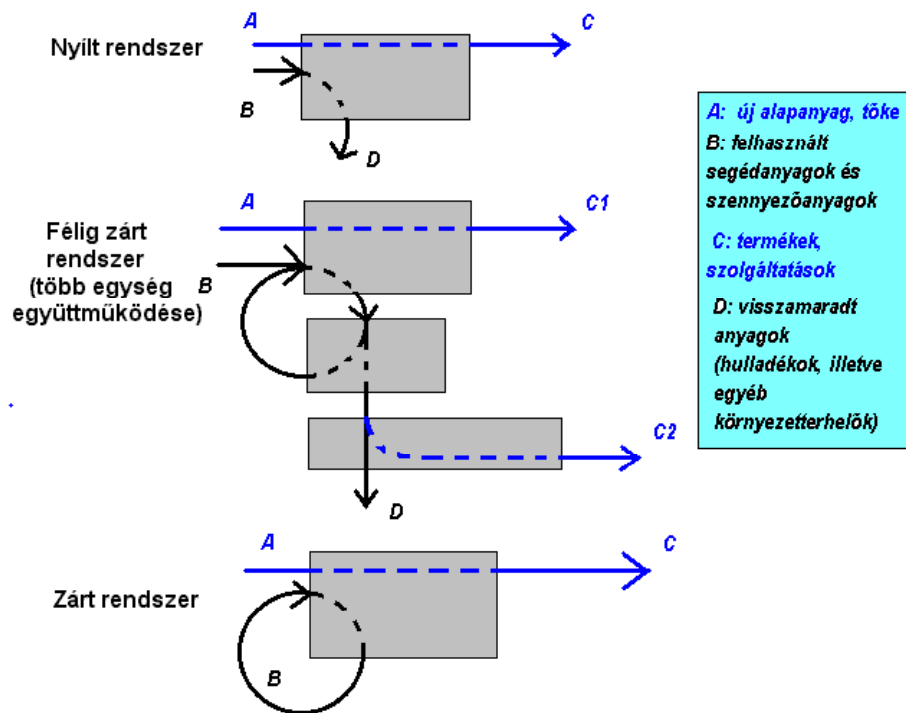 A
C
Nyílt rendszer
B
D
A
C1
Félig zárt
rendszer
(több egység
együttműködése)
B
C2
D
A
C
Zárt rendszer
B
A: új alapanyag, tőke
B: felhasznált
segédanyagok és
szennyezőanyagok
C: termékek,
szolgáltatások
D: visszamaradt
anyagok
(hulladékok, illetve
egyéb
környezetterhelők)